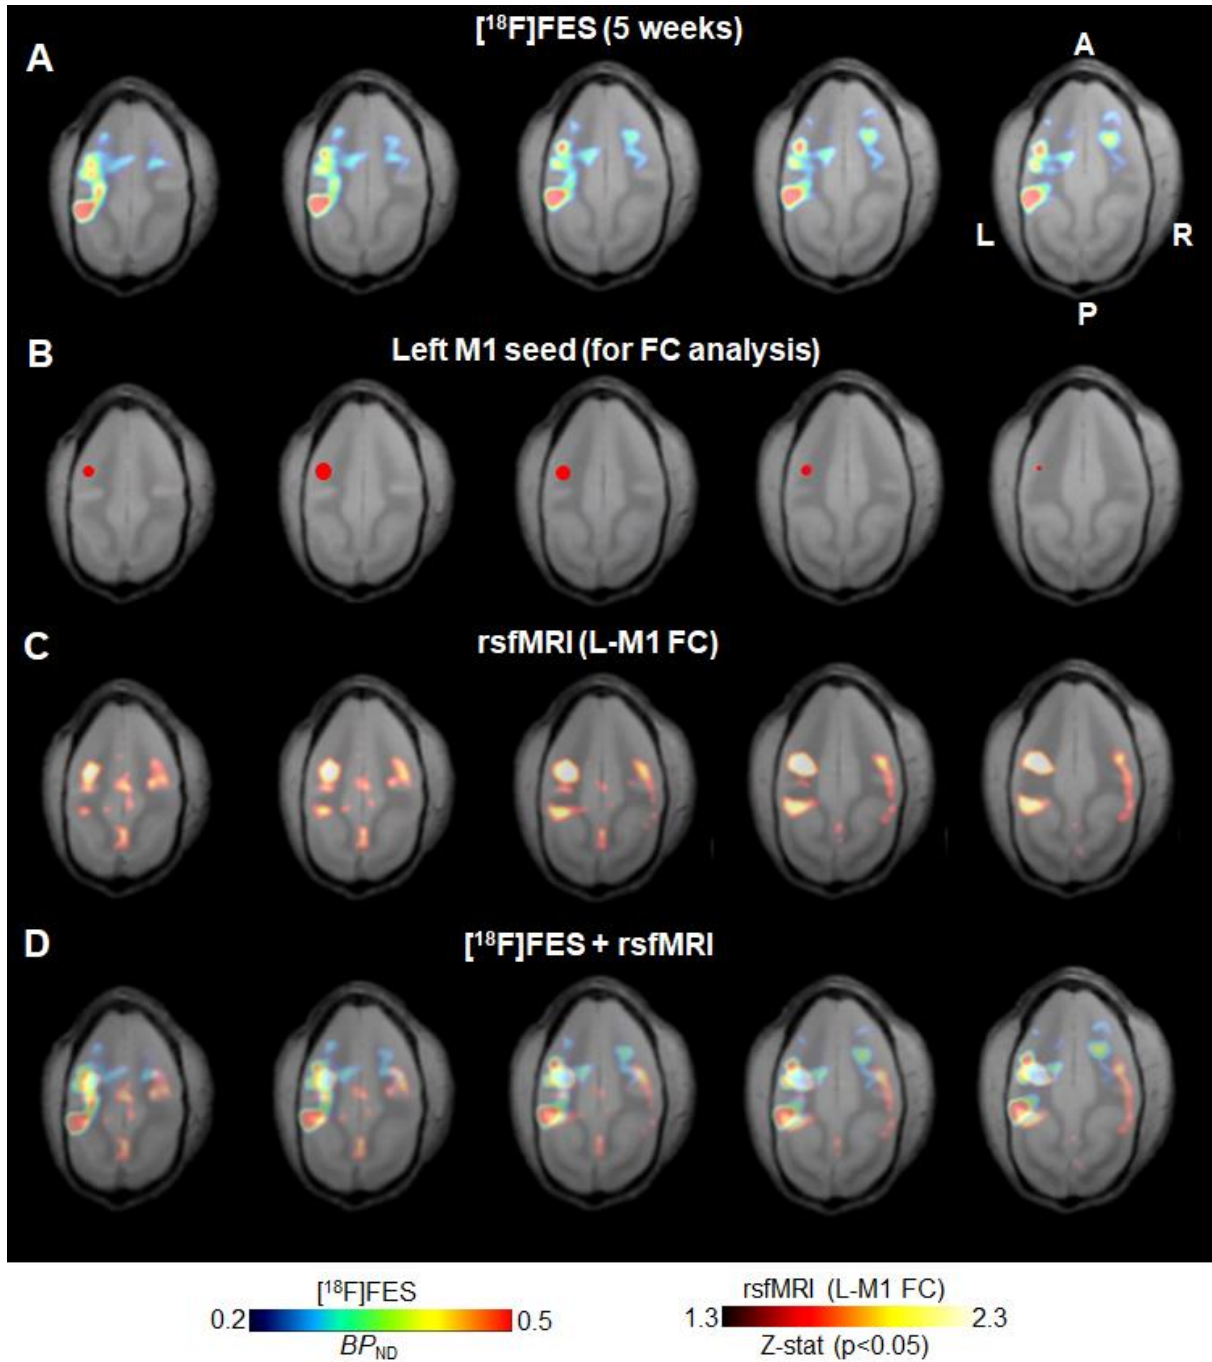 A
[¹⁸F]FES (5 weeks)
A
L
R
P
B
Left M1 seed (for FC analysis)
C
rsfMRI (L-M1 FC)
D
[¹⁸F]FES + rsfMRI
[¹⁸F]FES
0.2
0.5
BP_ND
rsfMRI (L-M1 FC)
1.3
2.3
Z-stat (p<0.05)